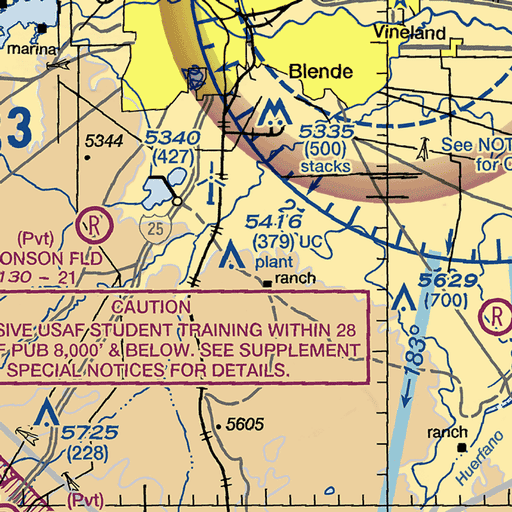 marina
Vineland
Blende
3
5344
5340
(427)
5335
(500)
stacks
See NOT
for C
25
(Pvt)
R
ONSON FLD
130 - 21
5416
(379) UC
plant
ranch
5629
(700)
R
CAUTION
SIVE USAF STUDENT TRAINING WITHIN 28
F PUB 8,000' & BELOW. SEE SUPPLEMENT
SPECIAL NOTICES FOR DETAILS.
183°
5725
(228)
5605
ranch
Huerfano
(Pvt)